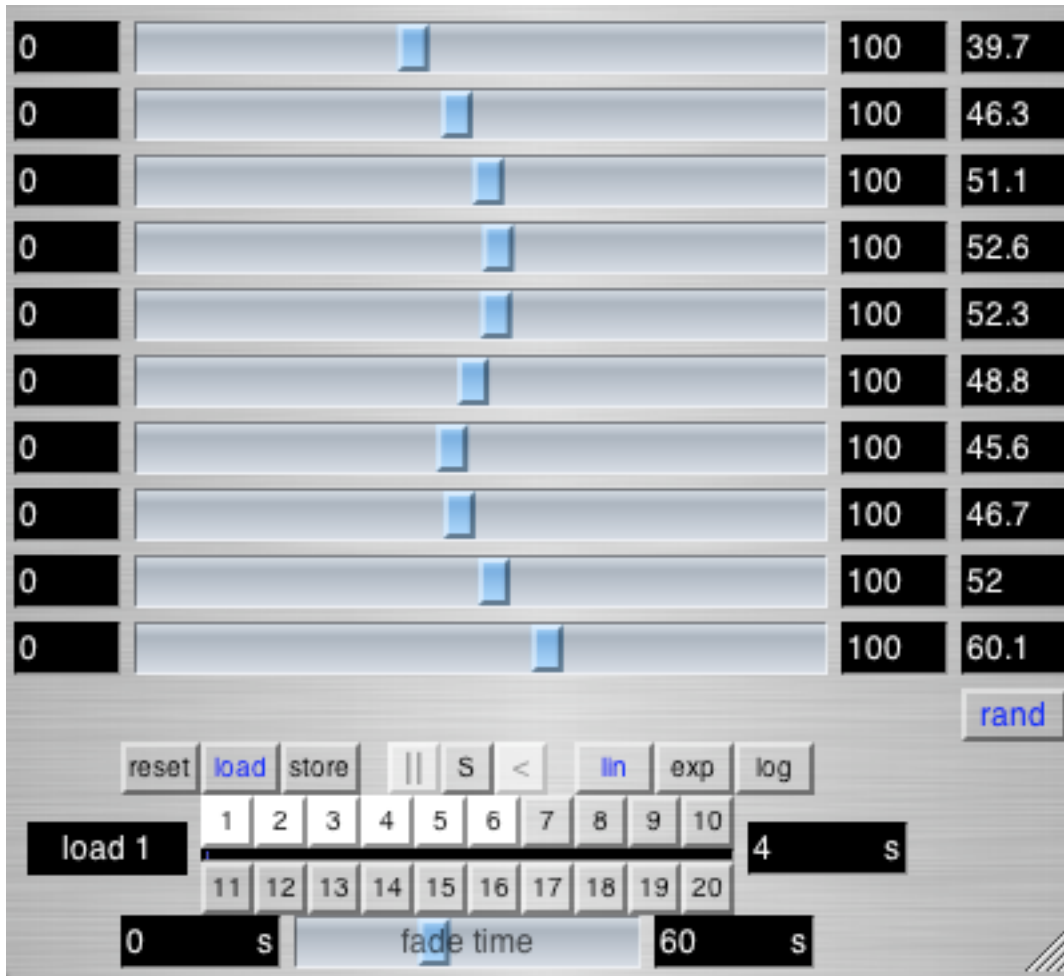 0 100 39.7
0 100 46.3
0 100 51.1
0 100 52.6
0 100 52.3
0 100 48.8
0 100 45.6
0 100 46.7
0 100 52
0 100 60.1
rand
reset load store || S < lin exp log
1 2 3 4 5 6 7 8 9 10
load 1 4 s
11 12 13 14 15 16 17 18 19 20
0 s fade time 60 s